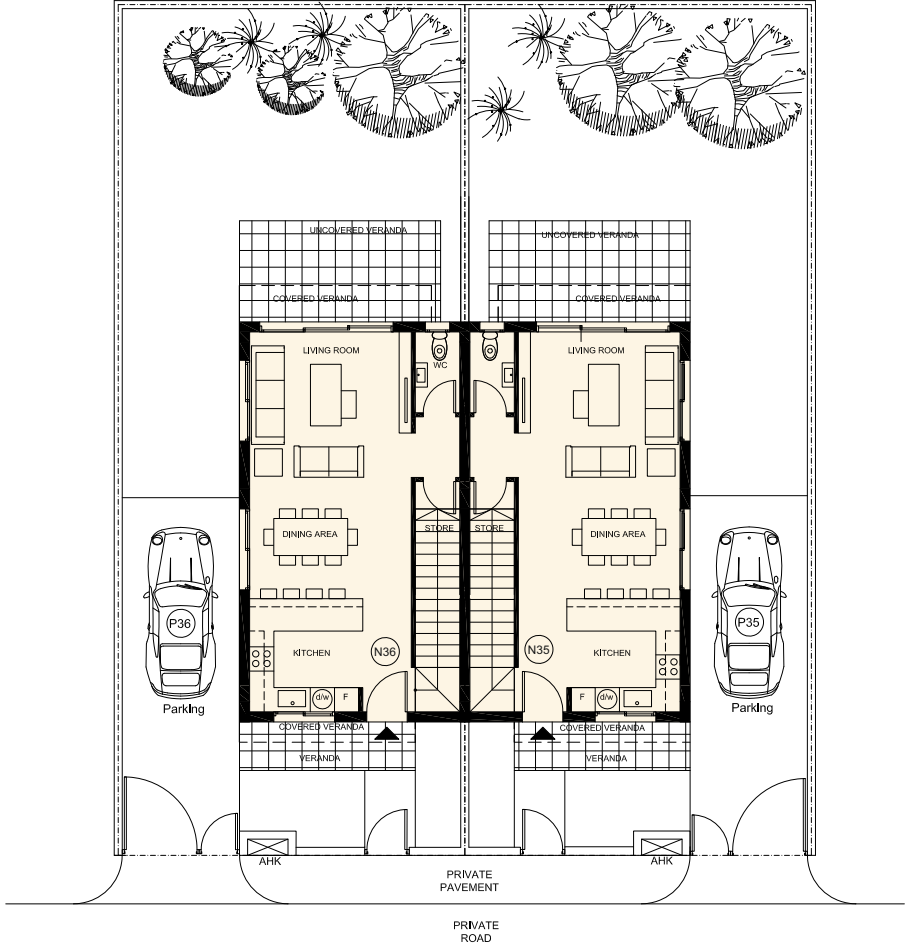 UNCOVERED VERANDA
UNCOVERED VERANDA
COVERED VERANDA
COVERED VERANDA
LIVING ROOM
WC
LIVING ROOM
STORE
STORE
DINING AREA
DINING AREA
P36
P35
KITCHEN
N36
N35
KITCHEN
d/w
F
F
d/w
Parking
Parking
COVERED VERANDA
COVERED VERANDA
VERANDA
VERANDA
AHK
AHK
PRIVATE
PAVEMENT
PRIVATE
ROAD